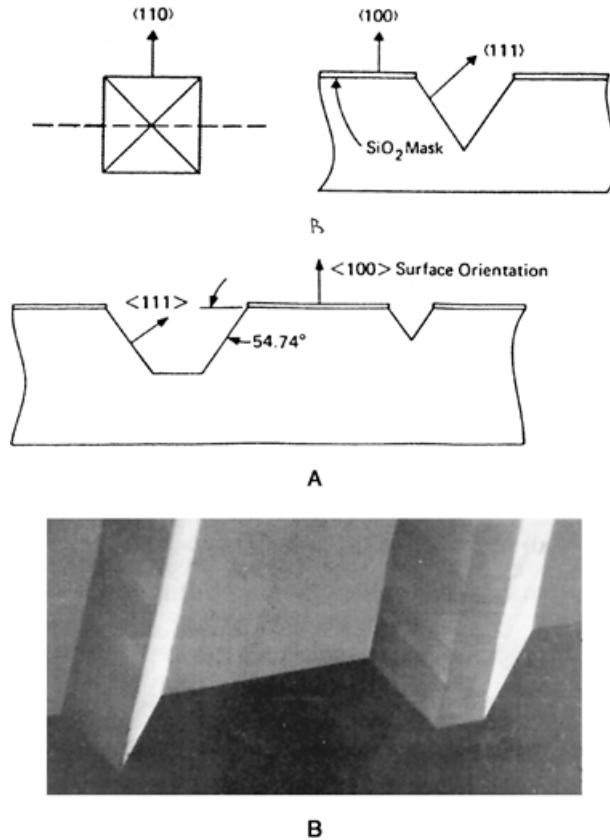 ⟨110⟩
⟨100⟩
⟨111⟩
SiO₂ Mask
B
<100> Surface Orientation
<111>
54.74°
A
B